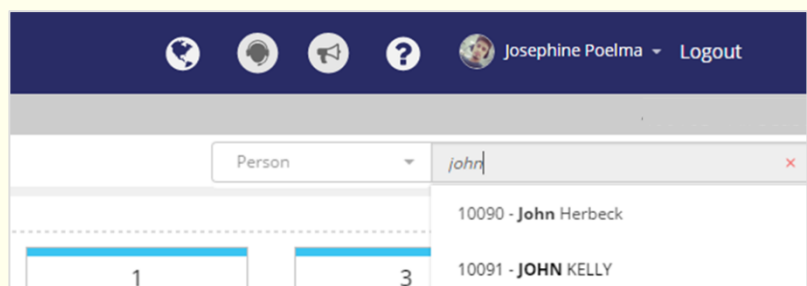 Josephine Poelma Logout
Person john
10090 - John Herbeck
1 3 10091 - JOHN KELLY